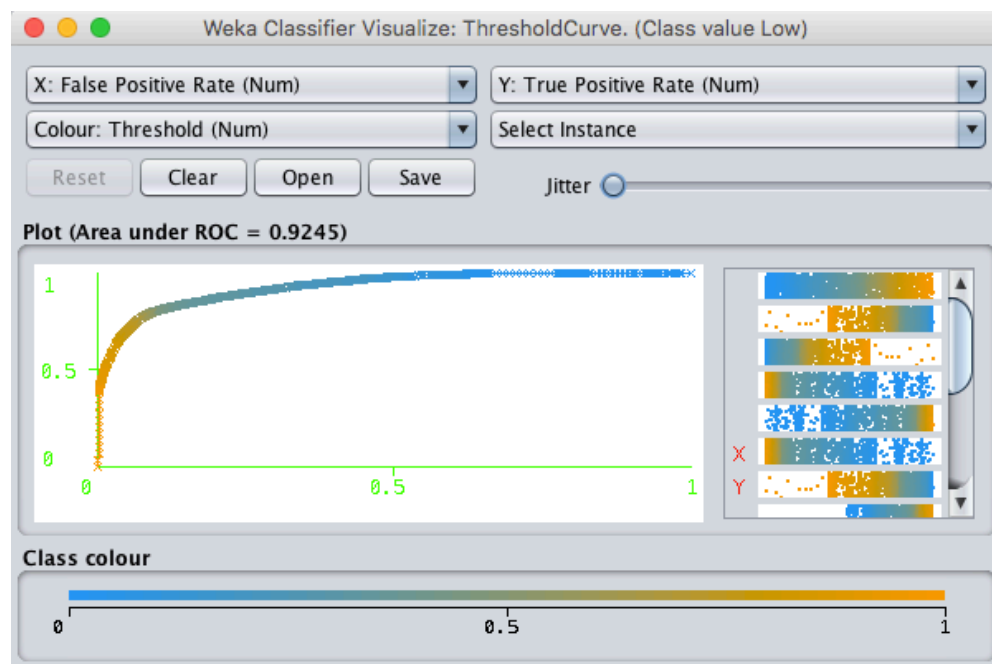 Weka Classifier Visualize: ThresholdCurve. (Class value Low)
X: False Positive Rate (Num) Y: True Positive Rate (Num)
Colour: Threshold (Num) Select Instance
Reset Clear Open Save Jitter
Plot (Area under ROC = 0.9245)
1
0.5
0
0 0.5 1
X
Y
Class colour
0 0.5 1